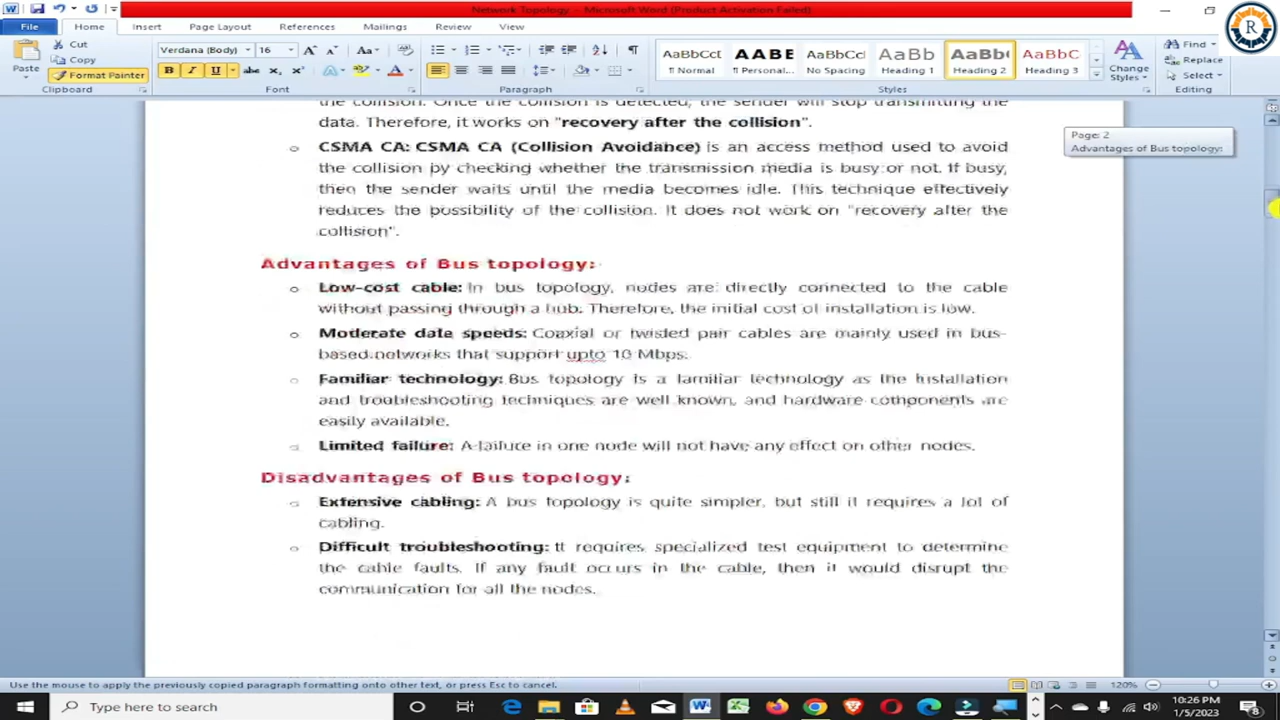 Network Topology - Microsoft Word (Product Activation Failed)
File Home Insert Page Layout References Mailings Review View
Paste
Cut
Copy
Format Painter
Clipboard
Verdana (Body) 16
Font
Paragraph
AaBbCcI AABE AaBbCcDc AaBb AaBb( AaBbC
¶ Normal ¶ Personal... No Spacing Heading 1 Heading 2 Heading 3
Styles
Change Styles
Find
Replace
Select
Editing
R
Page: 2
Advantages of Bus topology:
the collision. Once the collision is detected, the sender will stop transmitting the
data. Therefore, it works on "recovery after the collision".
CSMA CA: CSMA CA (Collision Avoidance) is an access method used to avoid
the collision by checking whether the transmission media is busy or not. If busy,
then the sender waits until the media becomes idle. This technique effectively
reduces the possibility of the collision. It does not work on "recovery after the
collision".
Advantages of Bus topology:
Low-cost cable: In bus topology, nodes are directly connected to the cable
without passing through a hub. Therefore, the initial cost of installation is low.
Moderate data speeds: Coaxial or twisted pair cables are mainly used in bus-
based networks that support upto 10 Mbps.
Familiar technology: Bus topology is a familiar technology as the installation
and troubleshooting techniques are well known, and hardware components are
easily available.
Limited failure: A failure in one node will not have any effect on other nodes.
Disadvantages of Bus topology:
Extensive cabling: A bus topology is quite simpler, but still it requires a lot of
cabling.
Difficult troubleshooting: It requires specialized test equipment to determine
the cable faults. If any fault occurs in the cable, then it would disrupt the
communication for all the nodes.
Use the mouse to apply the previously copied paragraph formatting onto other text, or press Esc to cancel.
120%
Type here to search
10:26 PM
1/5/2023
8